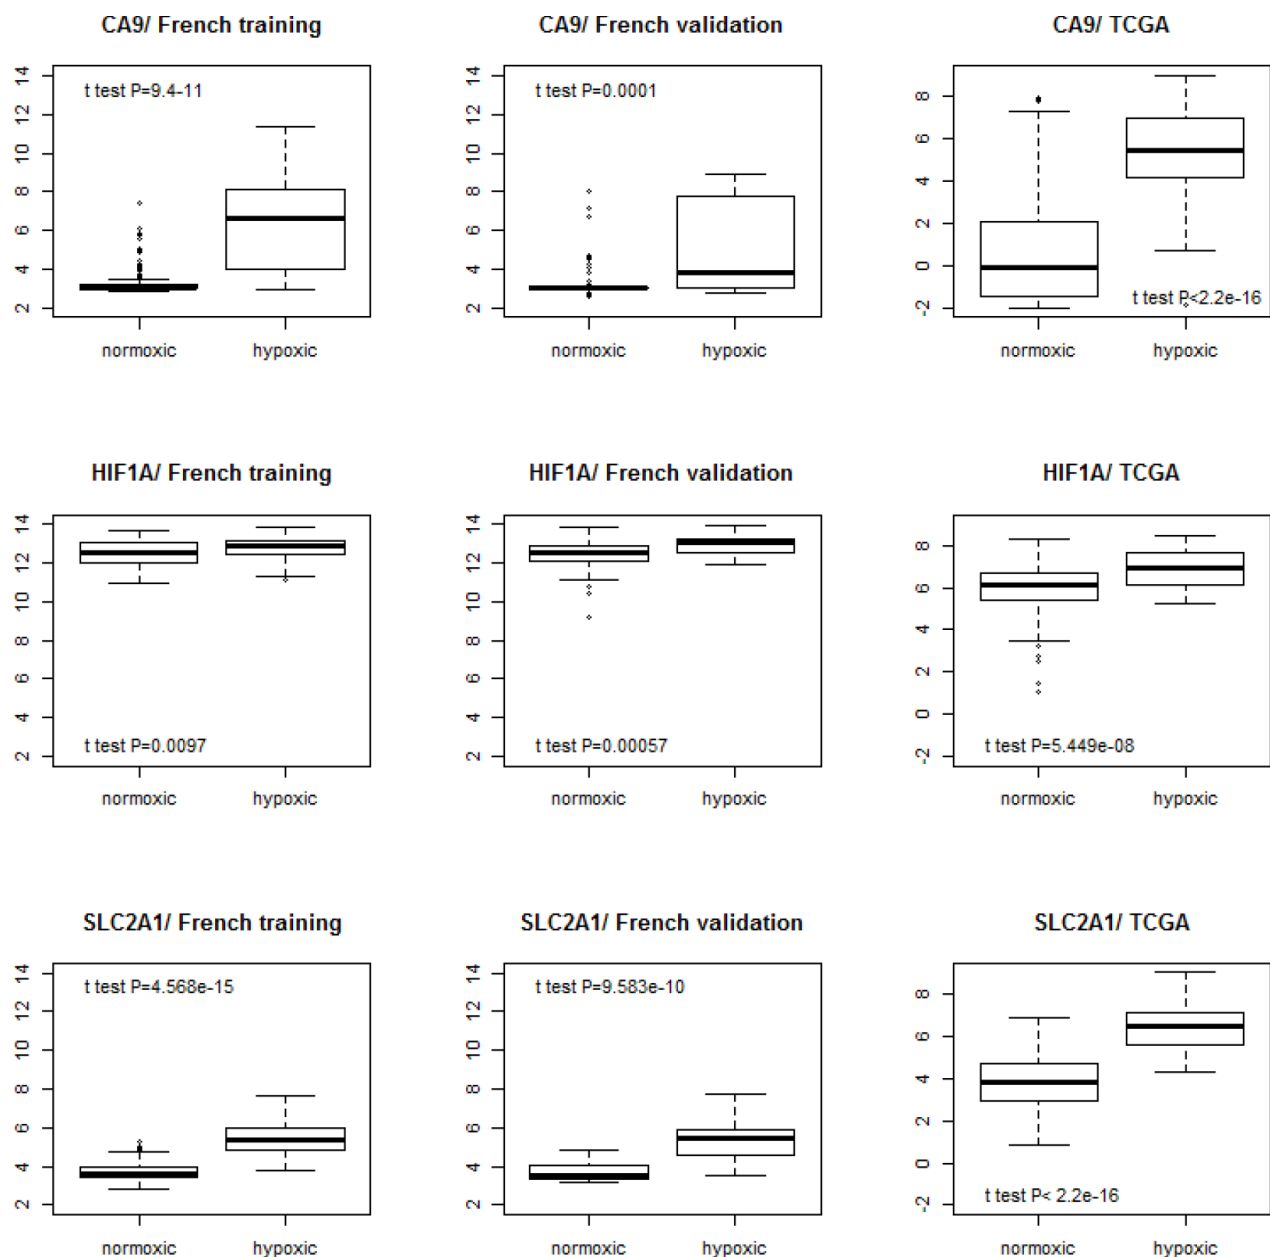 CA9/ French training
14
12
10
8
6
4
2
t test P=9.4-11
normoxic
hypoxic
CA9/ French validation
14
12
10
8
6
4
2
t test P=0.0001
normoxic
hypoxic
CA9/ TCGA
8
6
4
2
0
-2
t test P<2.2e-16
normoxic
hypoxic
HIF1A/ French training
14
12
10
8
6
4
2
t test P=0.0097
normoxic
hypoxic
HIF1A/ French validation
14
12
10
8
6
4
2
t test P=0.00057
normoxic
hypoxic
HIF1A/ TCGA
8
6
4
2
0
-2
t test P=5.449e-08
normoxic
hypoxic
SLC2A1/ French training
14
12
10
8
6
4
2
t test P=4.568e-15
normoxic
hypoxic
SLC2A1/ French validation
14
12
10
8
6
4
2
t test P=9.583e-10
normoxic
hypoxic
SLC2A1/ TCGA
8
6
4
2
0
-2
t test P< 2.2e-16
normoxic
hypoxic